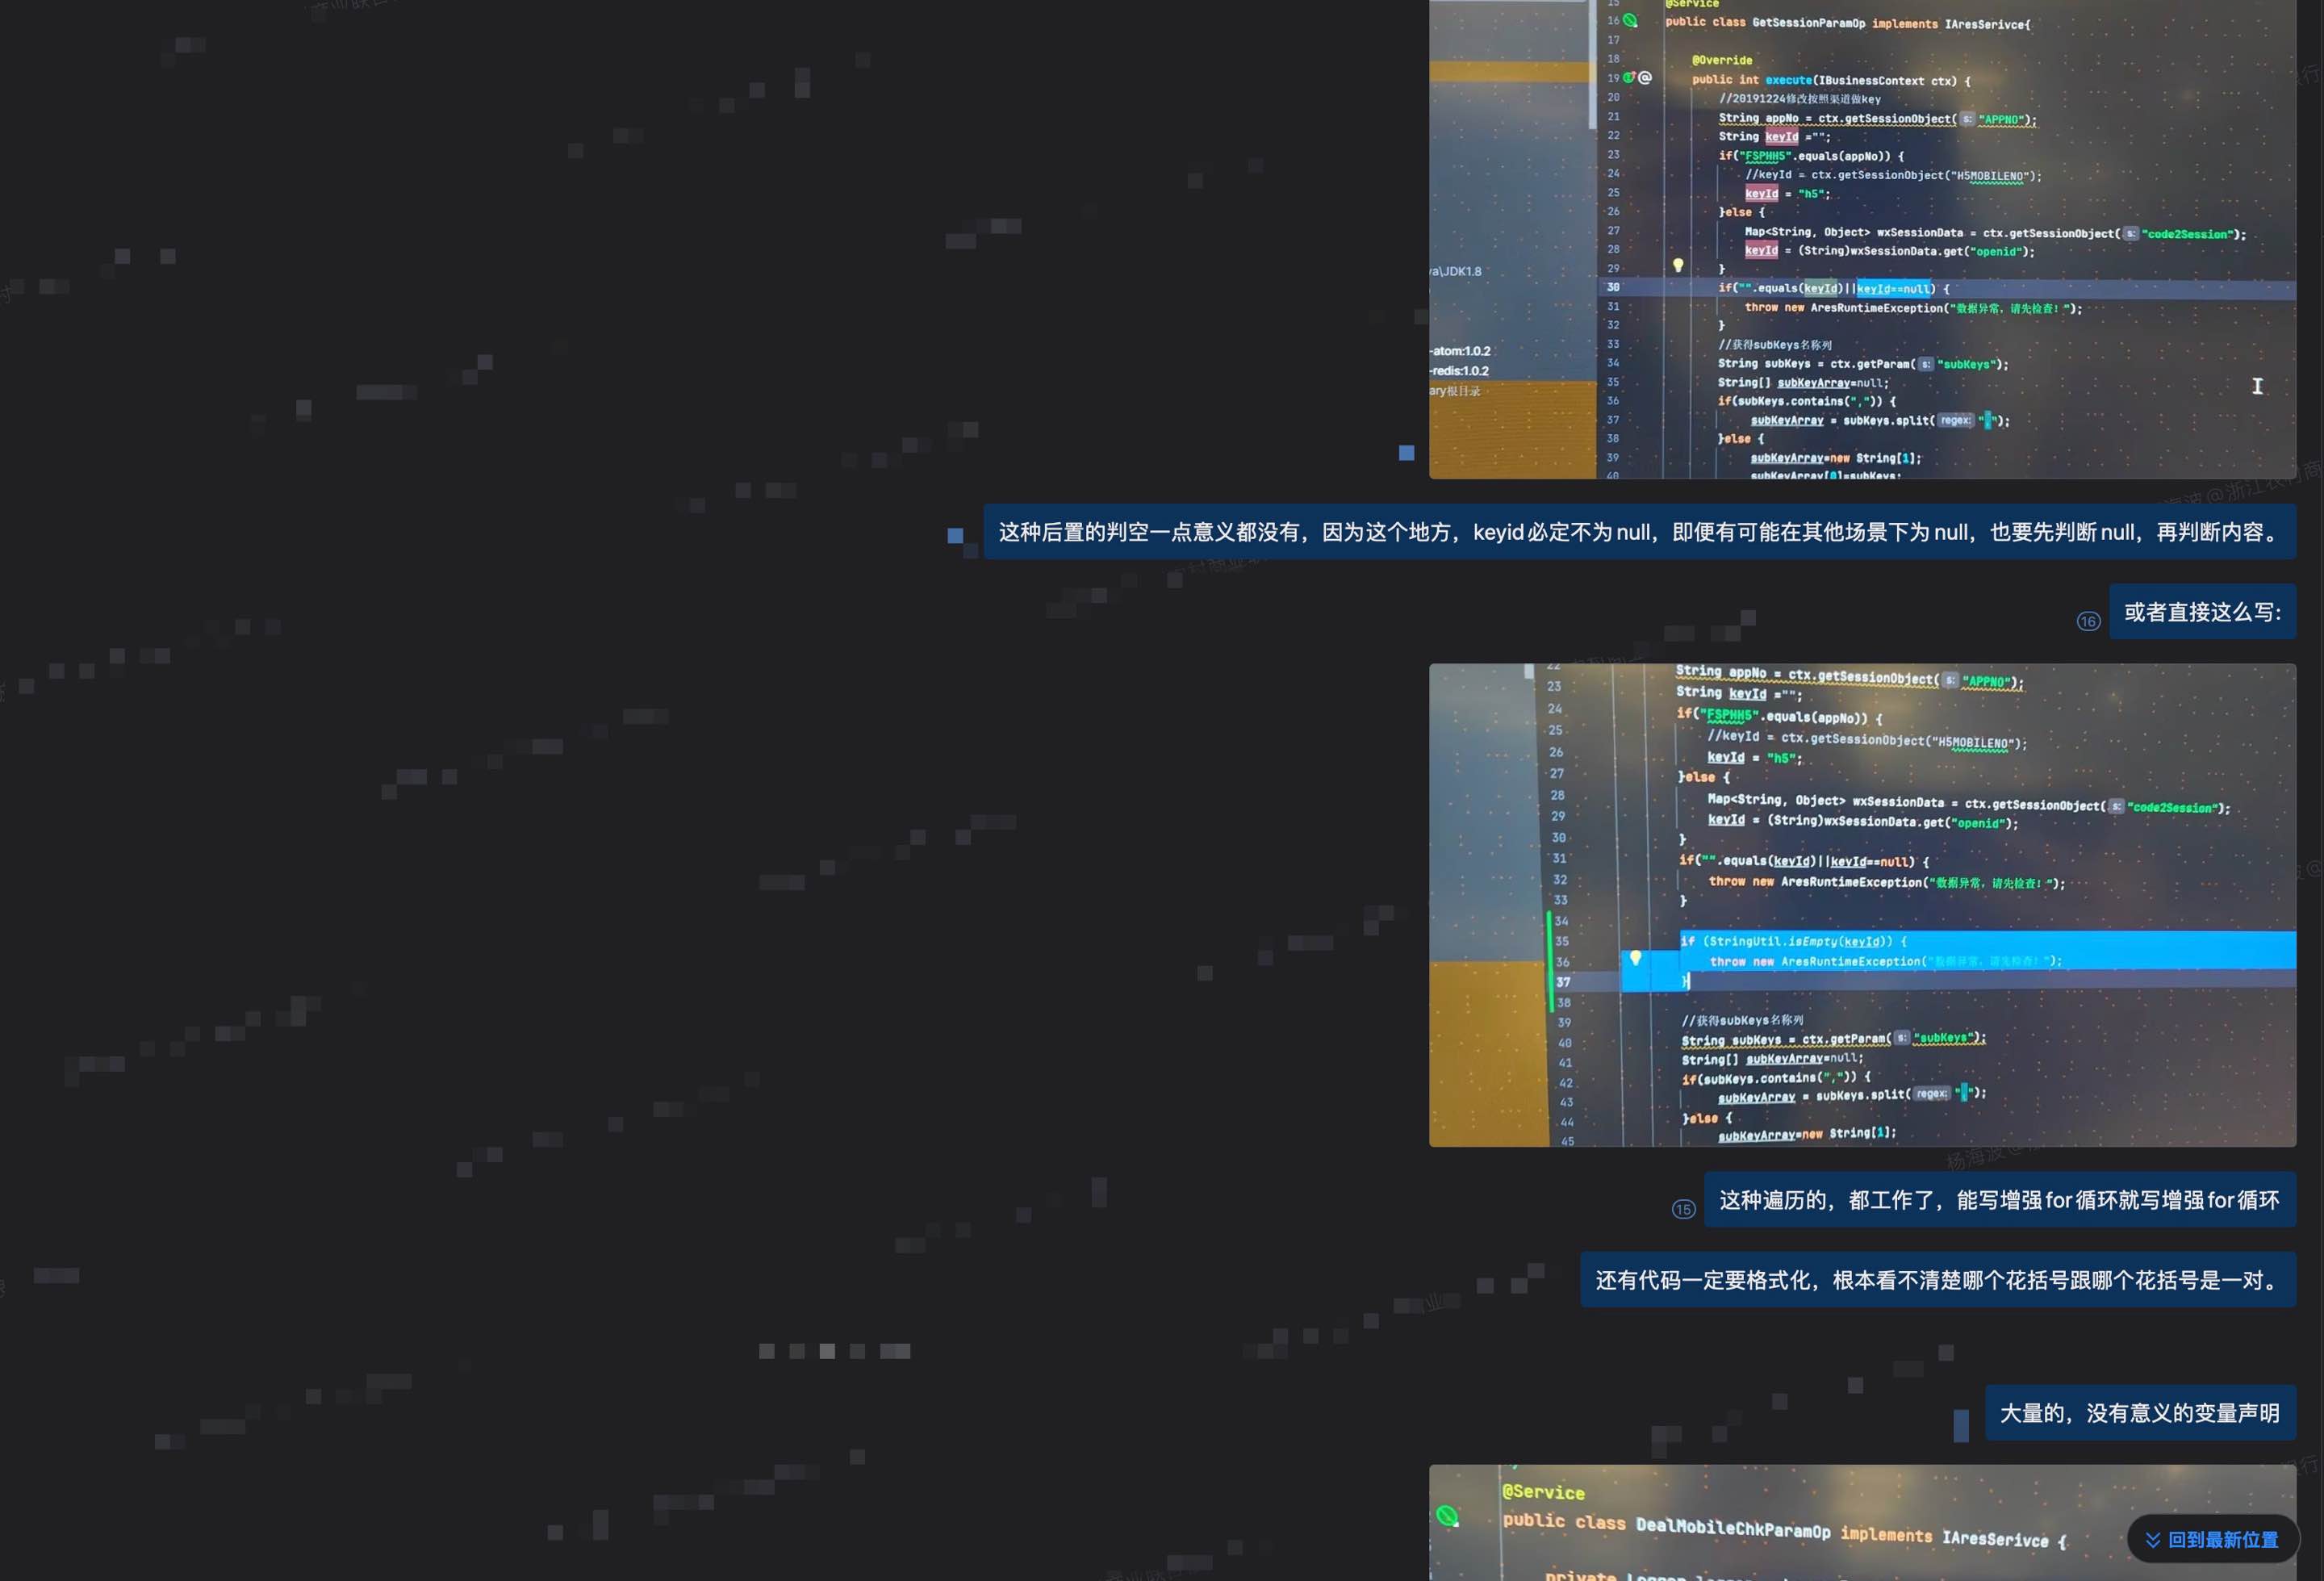 15 @Service
16 public class GetSessionParamOp implements IAresSerivce{
17
18 @Override
19 @ public int execute(IBusinessContext ctx) {
20 //20191224修改按照渠道做key
21 String appNo = ctx.getSessionObject( s: "APPNO");
22 String keyId ="";
23 if("FSPHH5".equals(appNo)) {
24 //keyId = ctx.getSessionObject("H5MOBILENO");
25 keyId = "h5";
26 }else {
27 Map<String, Object> wxSessionData = ctx.getSessionObject( s: "code2Session");
28 keyId = (String)wxSessionData.get("openid");
29 }
30 if("".equals(keyId)||keyId==null) {
31 throw new AresRuntimeException("数据异常，请先检查！");
32 }
33 //获得subKeys名称列
34 String subKeys = ctx.getParam( s: "subKeys");
35 String[] subKeyArray=null;
36 if(subKeys.contains(",")) {
37 subKeyArray = subKeys.split( regex: ",");
38 }else {
39 subKeyArray=new String[1];
40 subKeyArray[0]=subKeys;
va\JDK1.8
-atom:1.0.2
-redis:1.0.2
ary根目录
这种后置的判空一点意义都没有，因为这个地方，keyid必定不为null，即便有可能在其他场景下为null，也要先判断null，再判断内容。
或者直接这么写:
16
22 String appNo = ctx.getSessionObject( s: "APPNO");
23 String keyId ="";
24 if("FSPHH5".equals(appNo)) {
25 //keyId = ctx.getSessionObject("H5MOBILENO");
26 keyId = "h5";
27 }else {
28 Map<String, Object> wxSessionData = ctx.getSessionObject( s: "code2Session");
29 keyId = (String)wxSessionData.get("openid");
30 }
31 if("".equals(keyId)||keyId==null) {
32 throw new AresRuntimeException("数据异常，请先检查！");
33 }
34
35 if (StringUtil.isEmpty(keyId)) {
36 throw new AresRuntimeException("数据异常，请先检查！");
37 }
38
39 //获得subKeys名称列
40 String subKeys = ctx.getParam( s: "subKeys");
41 String[] subKeyArray=null;
42 if(subKeys.contains(",")) {
43 subKeyArray = subKeys.split( regex: ",");
44 }else {
45 subKeyArray=new String[1];
15
这种遍历的，都工作了，能写增强for循环就写增强for循环
还有代码一定要格式化，根本看不清楚哪个花括号跟哪个花括号是一对。
大量的，没有意义的变量声明
@Service
public class DealMobileChkParamOp implements IAresSerivce {
回到最新位置